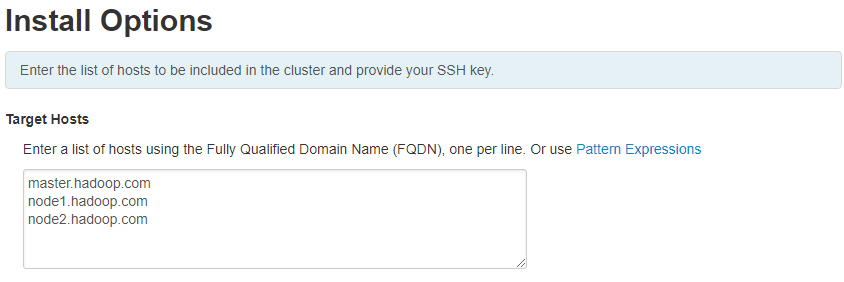 Install Options
Enter the list of hosts to be included in the cluster and provide your SSH key.
Target Hosts
Enter a list of hosts using the Fully Qualified Domain Name (FQDN), one per line. Or use Pattern Expressions
master.hadoop.com
node1.hadoop.com
node2.hadoop.com